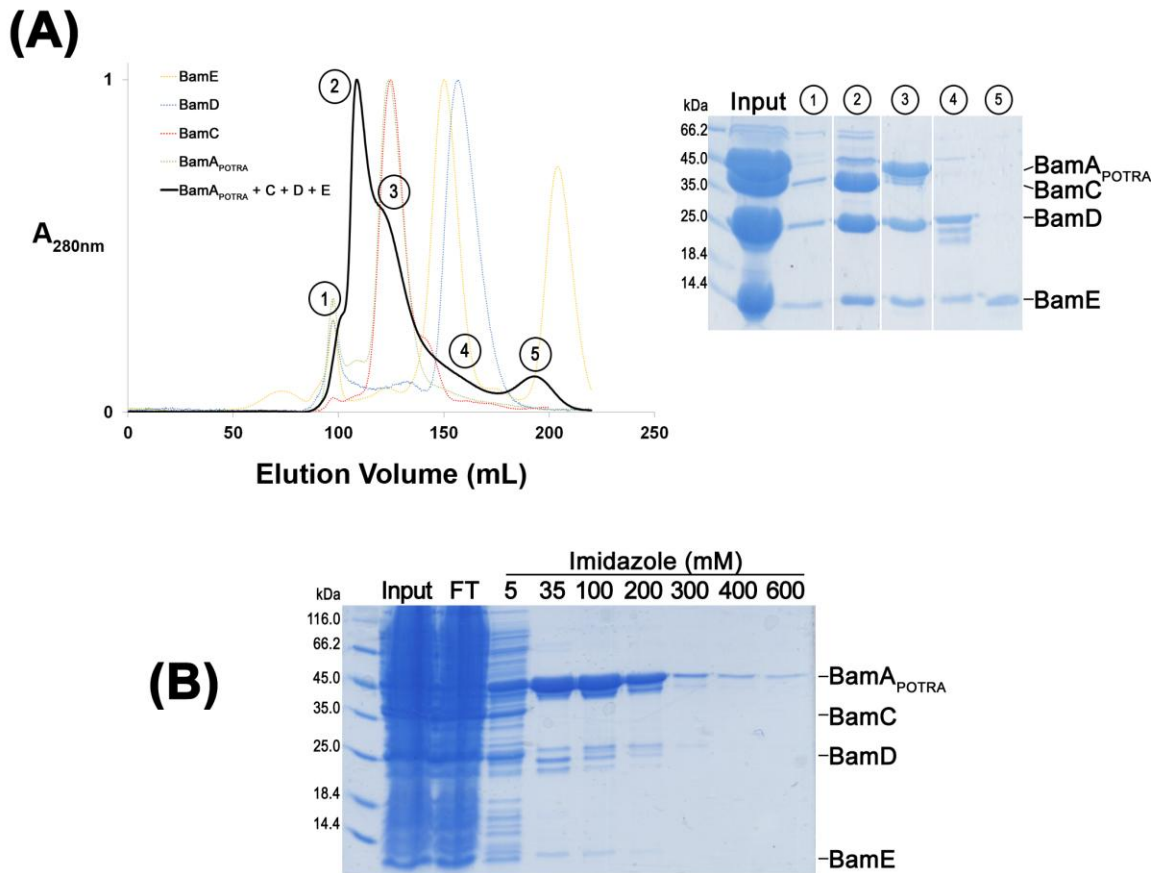 (A)
1
0
A280nm
BamE
BamD
BamC
BamAPOTRA
BamAPOTRA + C + D + E
1
2
3
4
5
0 50 100 150 200 250
Elution Volume (mL)
kDa Input 1 2 3 4 5
66.2
45.0
35.0
25.0
18.4
14.4
BamAPOTRA
BamC
BamD
BamE
(B)
Imidazole (mM)
kDa Input FT 5 35 100 200 300 400 600
116.0
66.2
45.0
35.0
25.0
18.4
14.4
BamAPOTRA
BamC
BamD
BamE